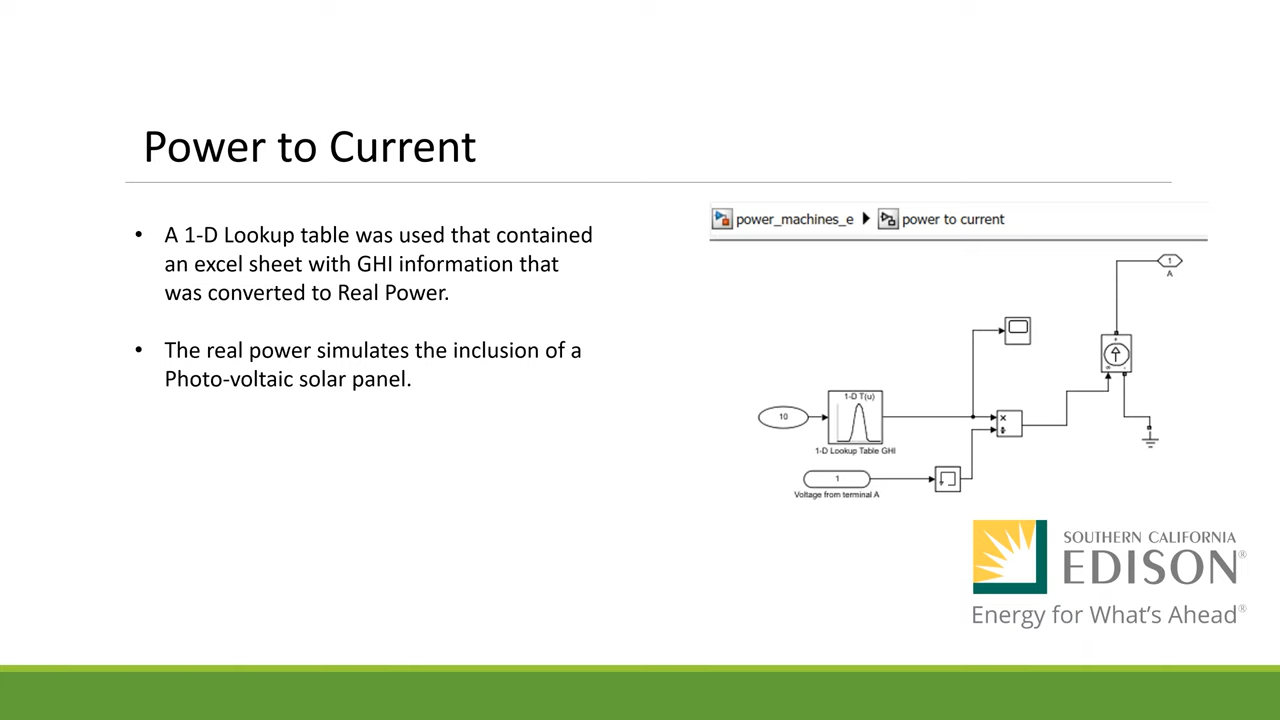 Power to Current
• A 1-D Lookup table was used that contained
an excel sheet with GHI information that
was converted to Real Power.
• The real power simulates the inclusion of a
Photo-voltaic solar panel.
power_machines_e power to current
1
A
1-D T(u)
10
1-D Lookup Table GHI
1
Voltage from terminal A
SOUTHERN CALIFORNIA
EDISON®
Energy for What's Ahead®